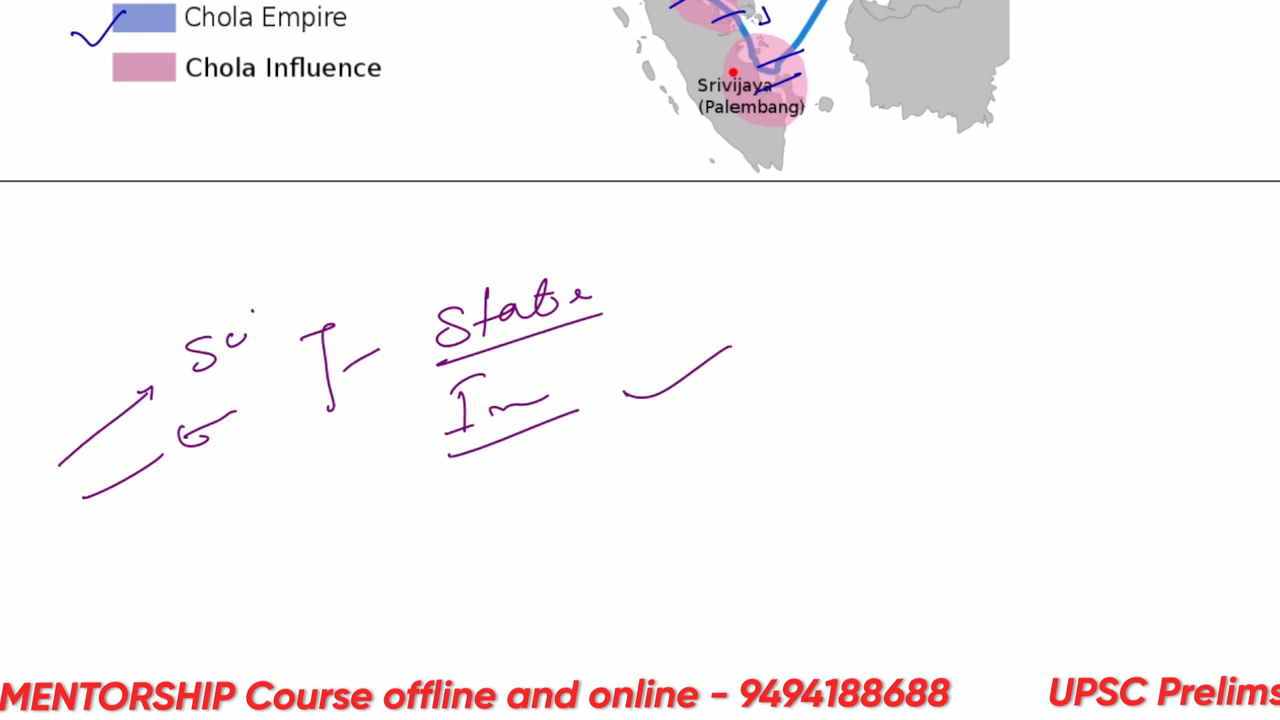 Chola Empire
Chola Influence
Srivijaya
(Palembang)
State
MENTORSHIP Course offline and online - 9494188688 UPSC Prelims